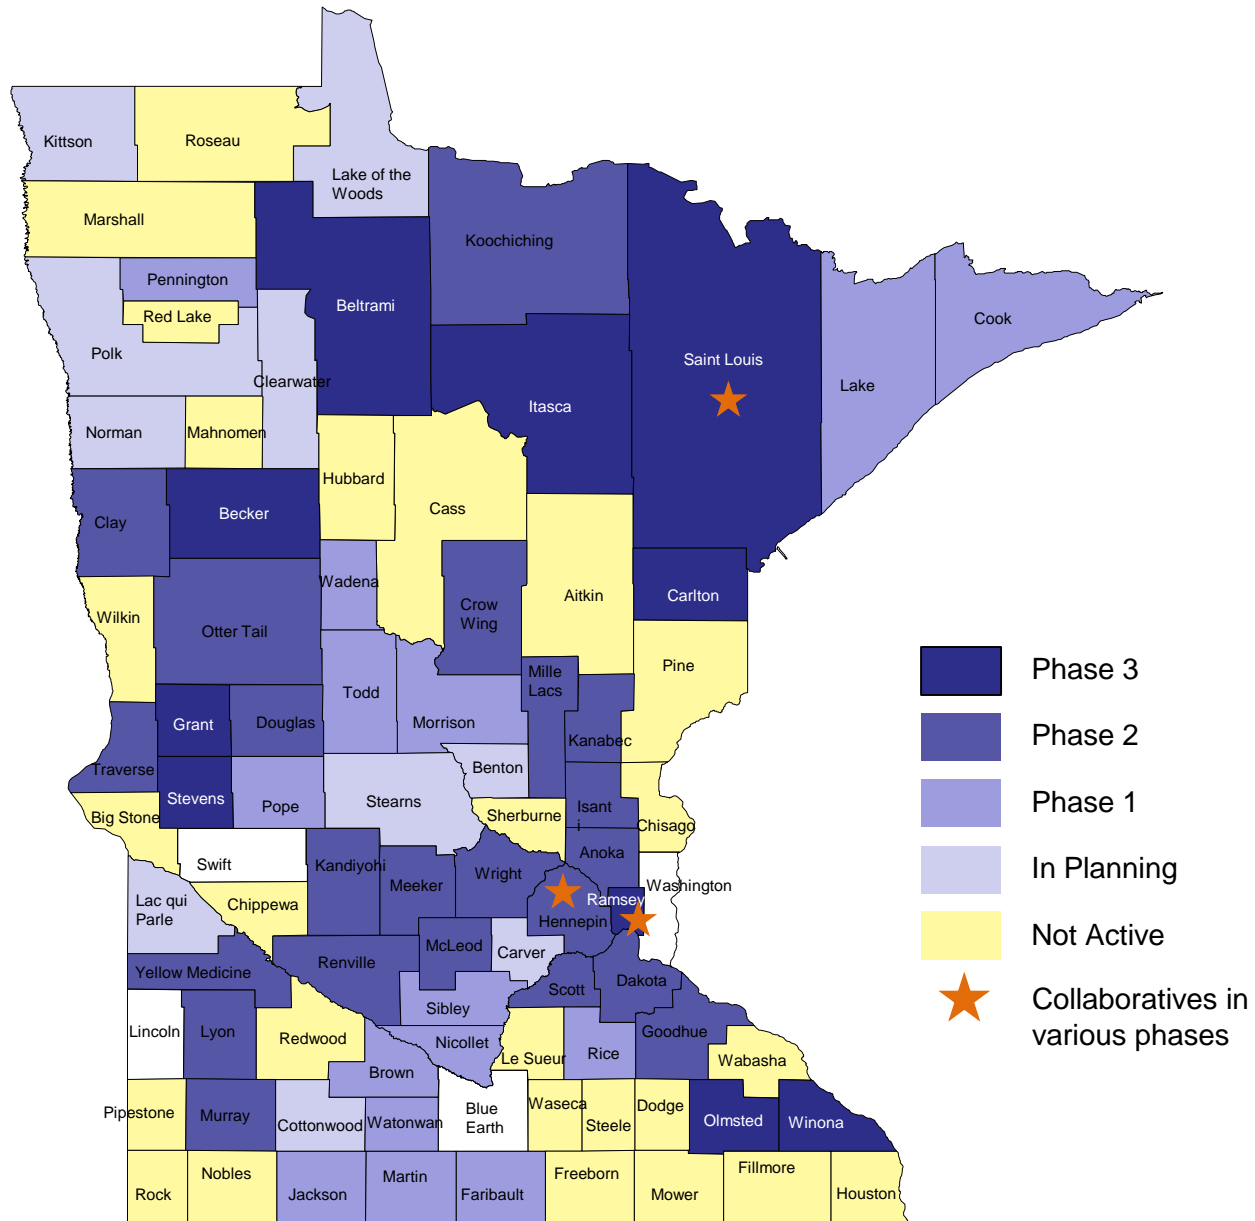 Kittson
Roseau
Lake of the
Woods
Marshall
Koochiching
Pennington
Beltrami
Red Lake
Cook
Polk
Saint Louis
Clearwater
Lake
Itasca
Norman
Mahnomen
Hubbard
Cass
Becker
Clay
Wadena
Aitkin
Carlton
Crow
Wing
Wilkin
Otter Tail
Pine
Mille
Lacs
Todd
Grant
Douglas
Morrison
Kanabec
Traverse
Benton
Stevens
Pope
Stearns
Big Stone
Sherburne
Isant
i
Chisago
Anoka
Swift
Kandiyohi
Meeker
Wright
Washington
Lac qui
Parle
Chippewa
Ramsey
Hennepin
McLeod
Carver
Renville
Yellow Medicine
Dakota
Scott
Sibley
Lincoln
Lyon
Redwood
Nicollet
Goodhue
Le Sueur
Rice
Wabasha
Brown
Pipestone
Murray
Cottonwood
Watonwan
Blue
Earth
Waseca
Steele
Dodge
Olmsted
Winona
Rock
Nobles
Jackson
Martin
Faribault
Freeborn
Mower
Fillmore
Houston
Phase 3
Phase 2
Phase 1
In Planning
Not Active
Collaboratives in
various phases